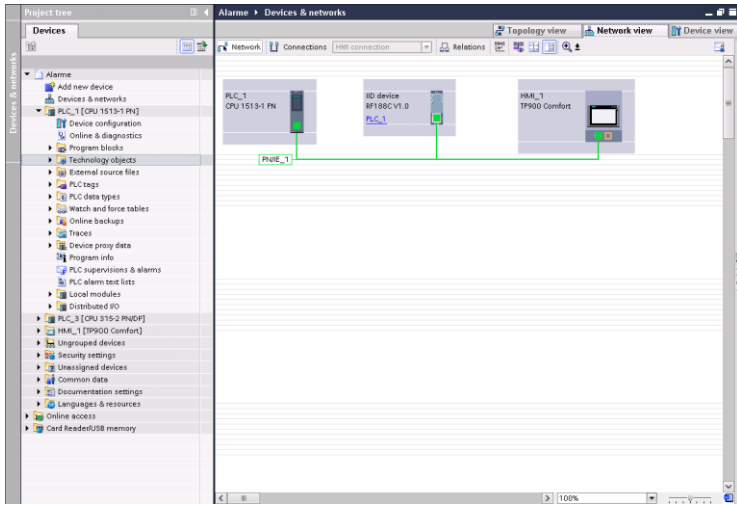 Project tree
Devices
Devices & networks
Alarme
Add new device
Devices & networks
PLC_1 [CPU 1513-1 PN]
Device configuration
Online & diagnostics
Program blocks
Technology objects
External source files
PLC tags
PLC data types
Watch and force tables
Online backups
Traces
Device proxy data
Program info
PLC supervisions & alarms
PLC alarm text lists
Local modules
Distributed I/O
PLC_3 [CPU 315-2 PN/DP]
HMI_1 [TP900 Comfort]
Ungrouped devices
Security settings
Unassigned devices
Common data
Documentation settings
Languages & resources
Online access
Card Reader/USB memory
Alarme Devices & networks
Topology view Network view Device view
Network Connections HMI connection Relations
PLC_1
CPU 1513-1 PN
IID device
RF188C V1.0
PLC_1
HMI_1
TP900 Comfort
PN/IE_1
100%